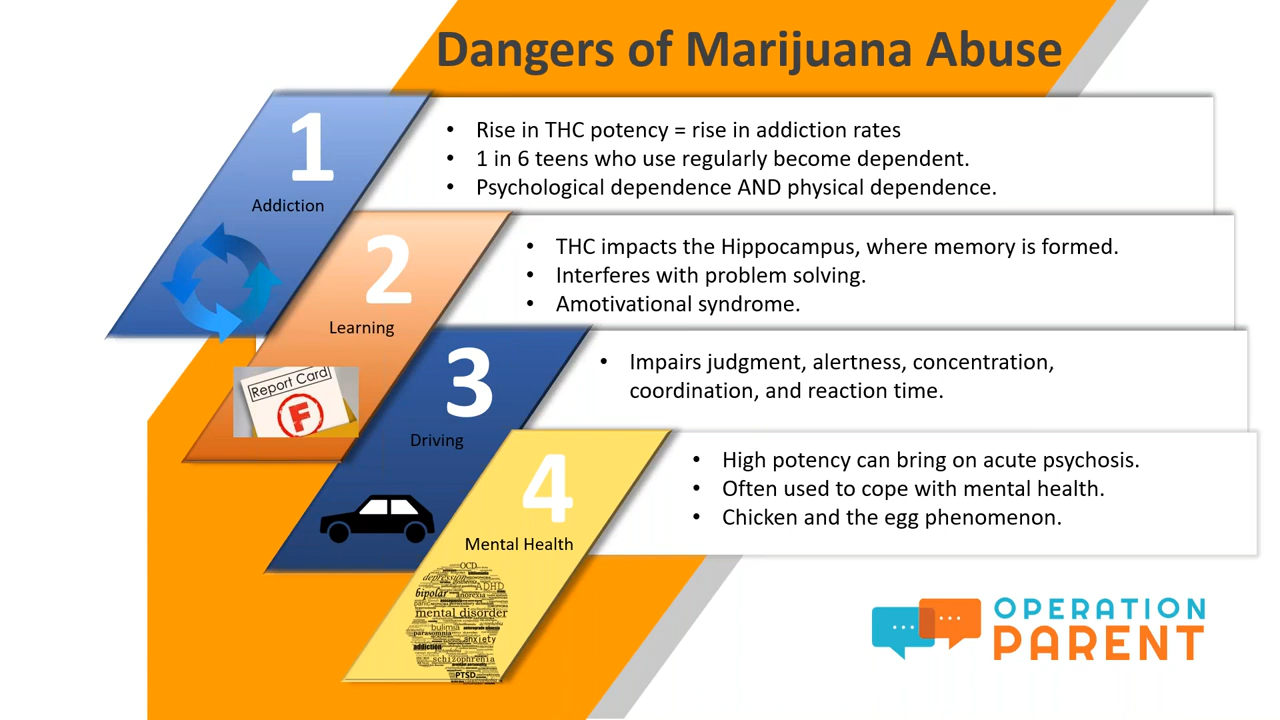 Dangers of Marijuana Abuse
1
Addiction
• Rise in THC potency = rise in addiction rates
• 1 in 6 teens who use regularly become dependent.
• Psychological dependence AND physical dependence.
2
Learning
Report Card
F
• THC impacts the Hippocampus, where memory is formed.
• Interferes with problem solving.
• Amotivational syndrome.
3
Driving
• Impairs judgment, alertness, concentration,
coordination, and reaction time.
4
Mental Health
• High potency can bring on acute psychosis.
• Often used to cope with mental health.
• Chicken and the egg phenomenon.
OCD
depression
ADHD
bipolar anorexia
panic
mental disorder
bulimia
parasomnia
anxiety
addiction
schizophrenia
PTSD
OPERATION
PARENT